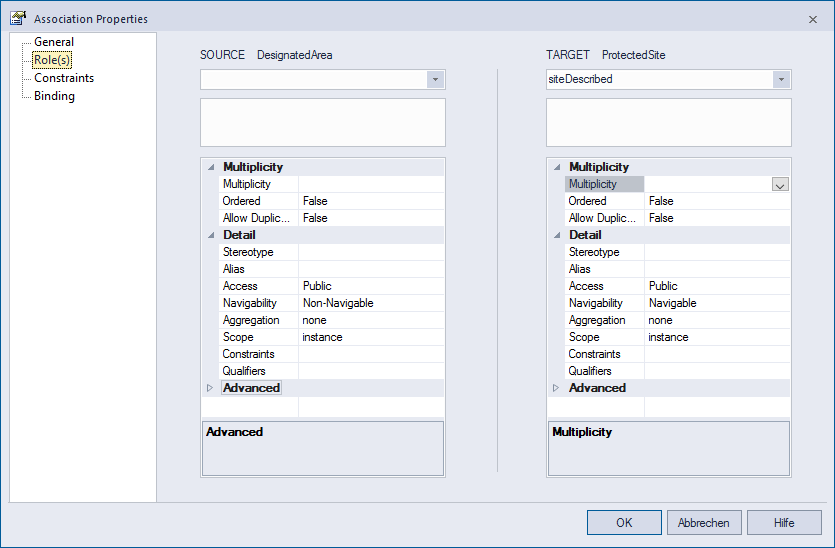 Association Properties
General
Role(s)
Constraints
Binding
SOURCE DesignatedArea
TARGET ProtectedSite
siteDescribed
Multiplicity
Multiplicity
Ordered False
Allow Duplic... False
Detail
Stereotype
Alias
Access Public
Navigability Non-Navigable
Aggregation none
Scope instance
Constraints
Qualifiers
Advanced
Advanced
Multiplicity
Multiplicity
Ordered False
Allow Duplic... False
Detail
Stereotype
Alias
Access Public
Navigability Navigable
Aggregation none
Scope instance
Constraints
Qualifiers
Advanced
Multiplicity
OK Abbrechen Hilfe